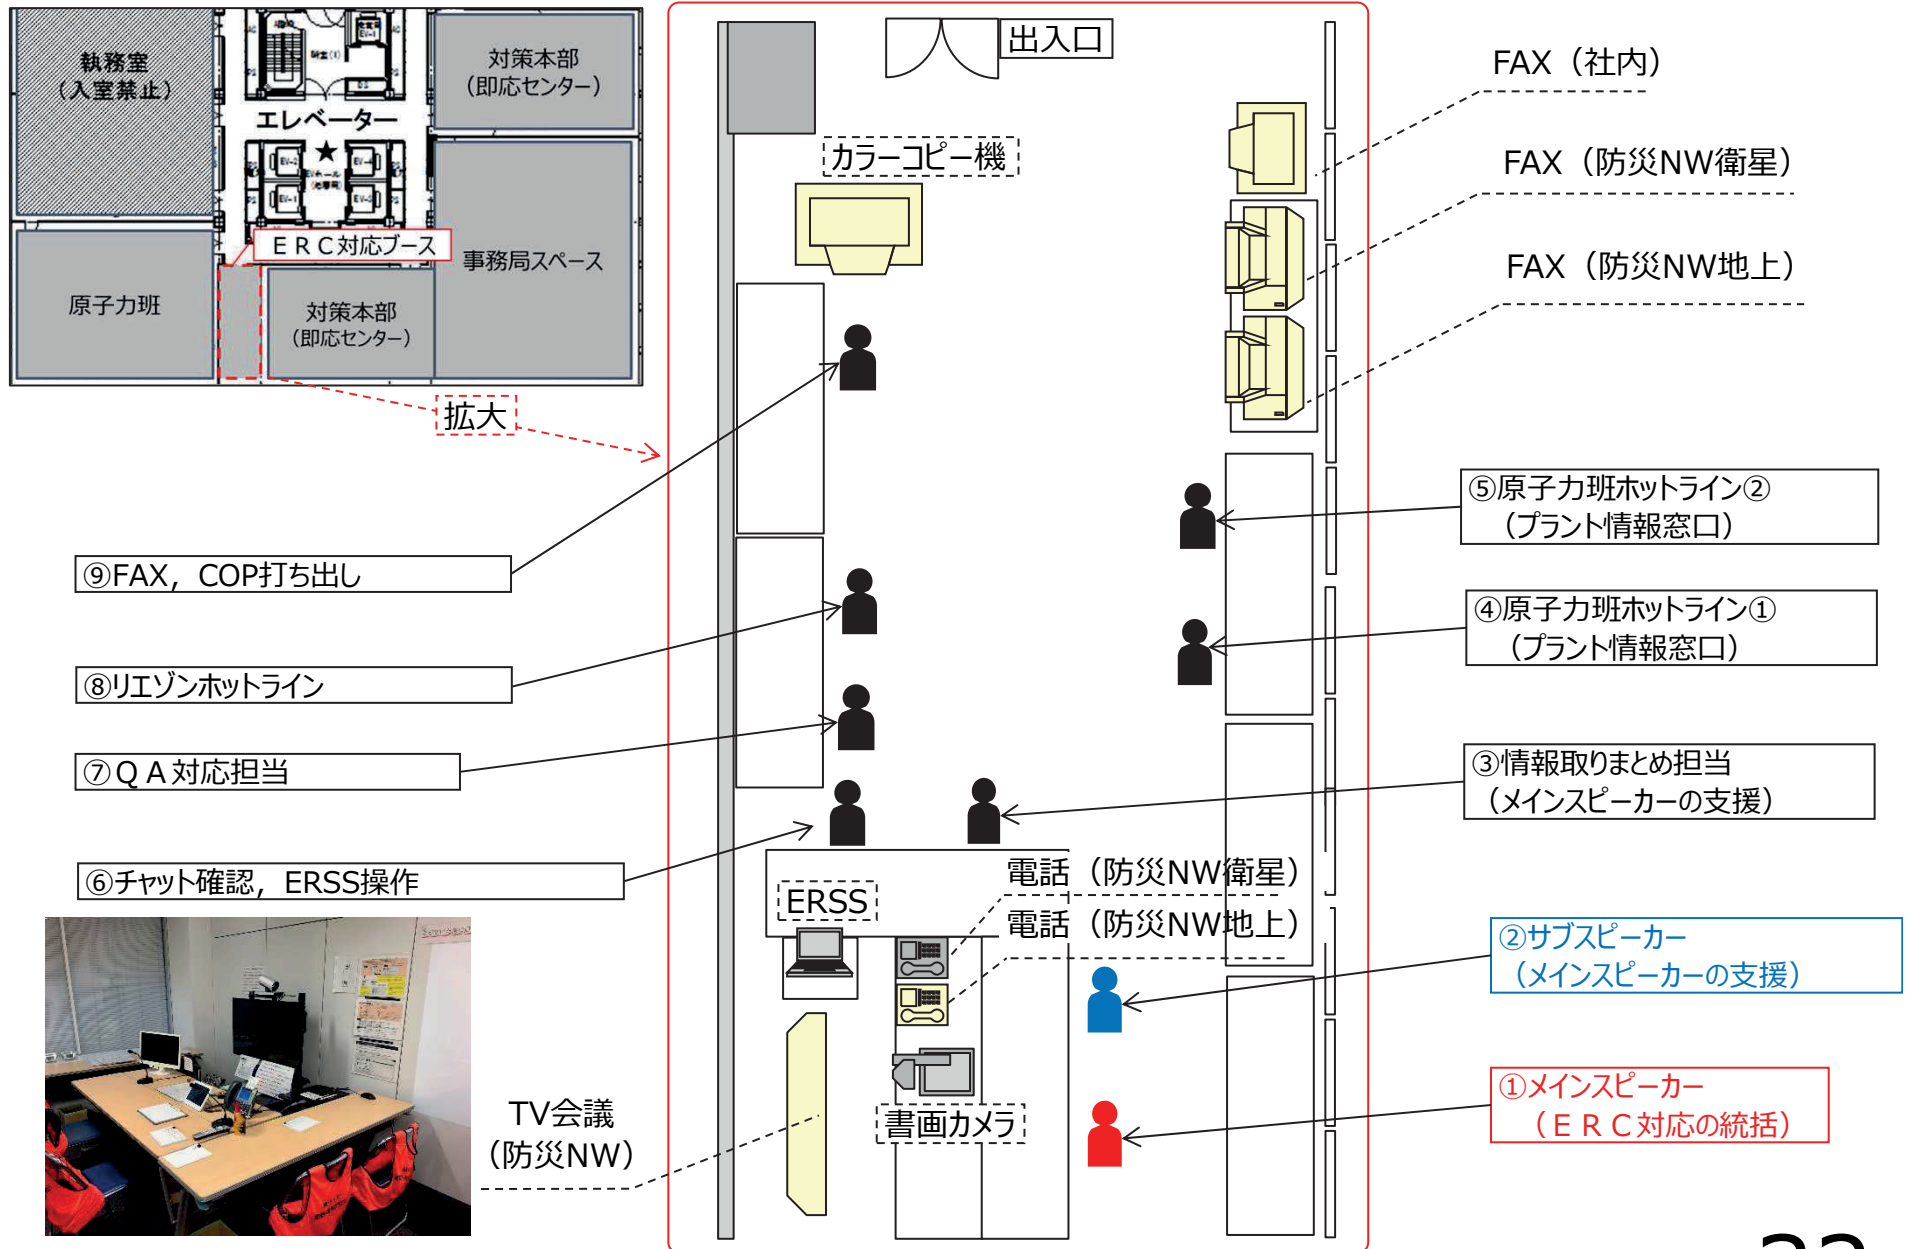 執務室
（入室禁止）
対策本部
（即応センター）
エレベーター
★
EV-2
EV-4
EV-1
EV-3
ＥＲＣ対応ブース
事務局スペース
原子力班
対策本部
（即応センター）
拡大
出入口
カラーコピー機
FAX（社内）
FAX（防災NW衛星）
FAX（防災NW地上）
⑤原子力班ホットライン②
（プラント情報窓口）
④原子力班ホットライン①
（プラント情報窓口）
③情報取りまとめ担当
（メインスピーカーの支援）
②サブスピーカー
（メインスピーカーの支援）
①メインスピーカー
（ＥＲＣ対応の統括）
⑨FAX，COP打ち出し
⑧リエゾンホットライン
⑦ＱＡ対応担当
⑥チャット確認，ERSS操作
ERSS
電話（防災NW衛星）
電話（防災NW地上）
書画カメラ
TV会議
（防災NW）